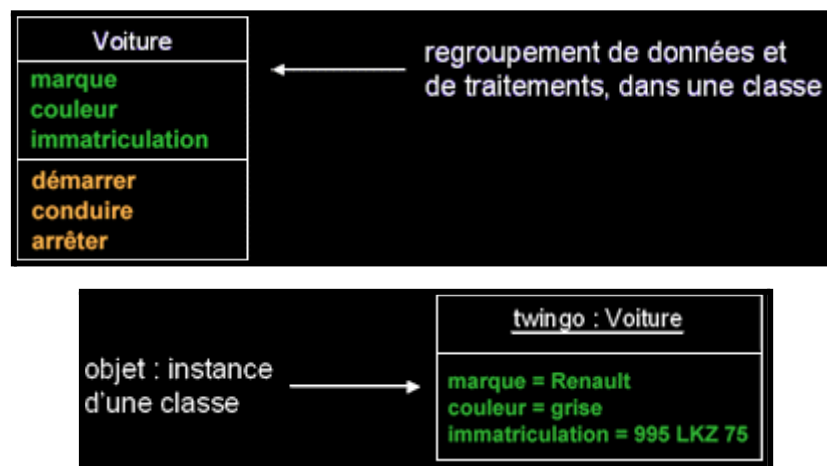 Voiture
marque
couleur
immatriculation
démarrer
conduire
arrêter
regroupement de données et
de traitements, dans une classe
objet : instance
d'une classe
twingo : Voiture
marque = Renault
couleur = grise
immatriculation = 995 LKZ 75